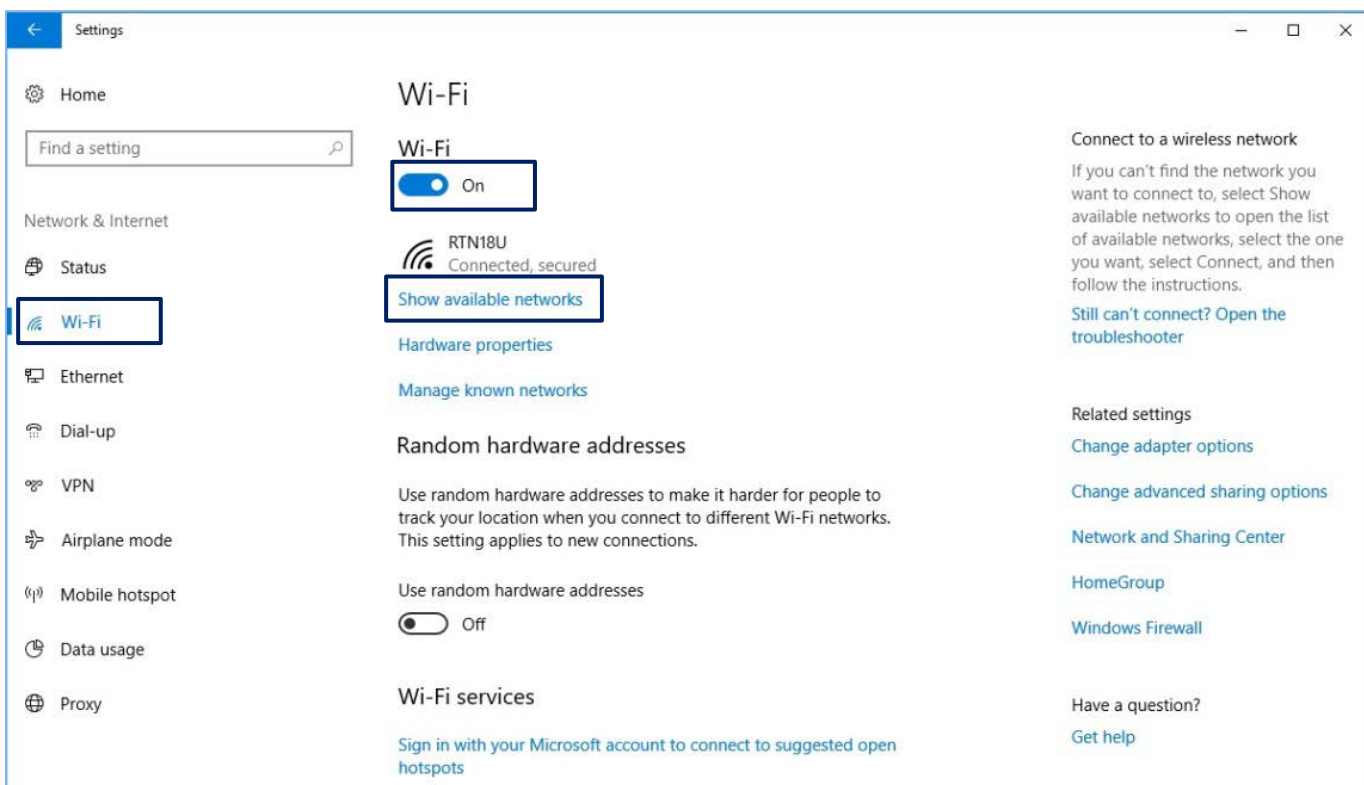 Settings
Home
Find a setting
Network & Internet
Status
Wi-Fi
Ethernet
Dial-up
VPN
Airplane mode
Mobile hotspot
Data usage
Proxy
Wi-Fi
Wi-Fi
On
RTN18U
Connected, secured
Show available networks
Hardware properties
Manage known networks
Random hardware addresses
Use random hardware addresses to make it harder for people to
track your location when you connect to different Wi-Fi networks.
This setting applies to new connections.
Use random hardware addresses
Off
Wi-Fi services
Sign in with your Microsoft account to connect to suggested open
hotspots
Connect to a wireless network
If you can't find the network you
want to connect to, select Show
available networks to open the list
of available networks, select the one
you want, select Connect, and then
follow the instructions.
Still can't connect? Open the
troubleshooter
Related settings
Change adapter options
Change advanced sharing options
Network and Sharing Center
HomeGroup
Windows Firewall
Have a question?
Get help